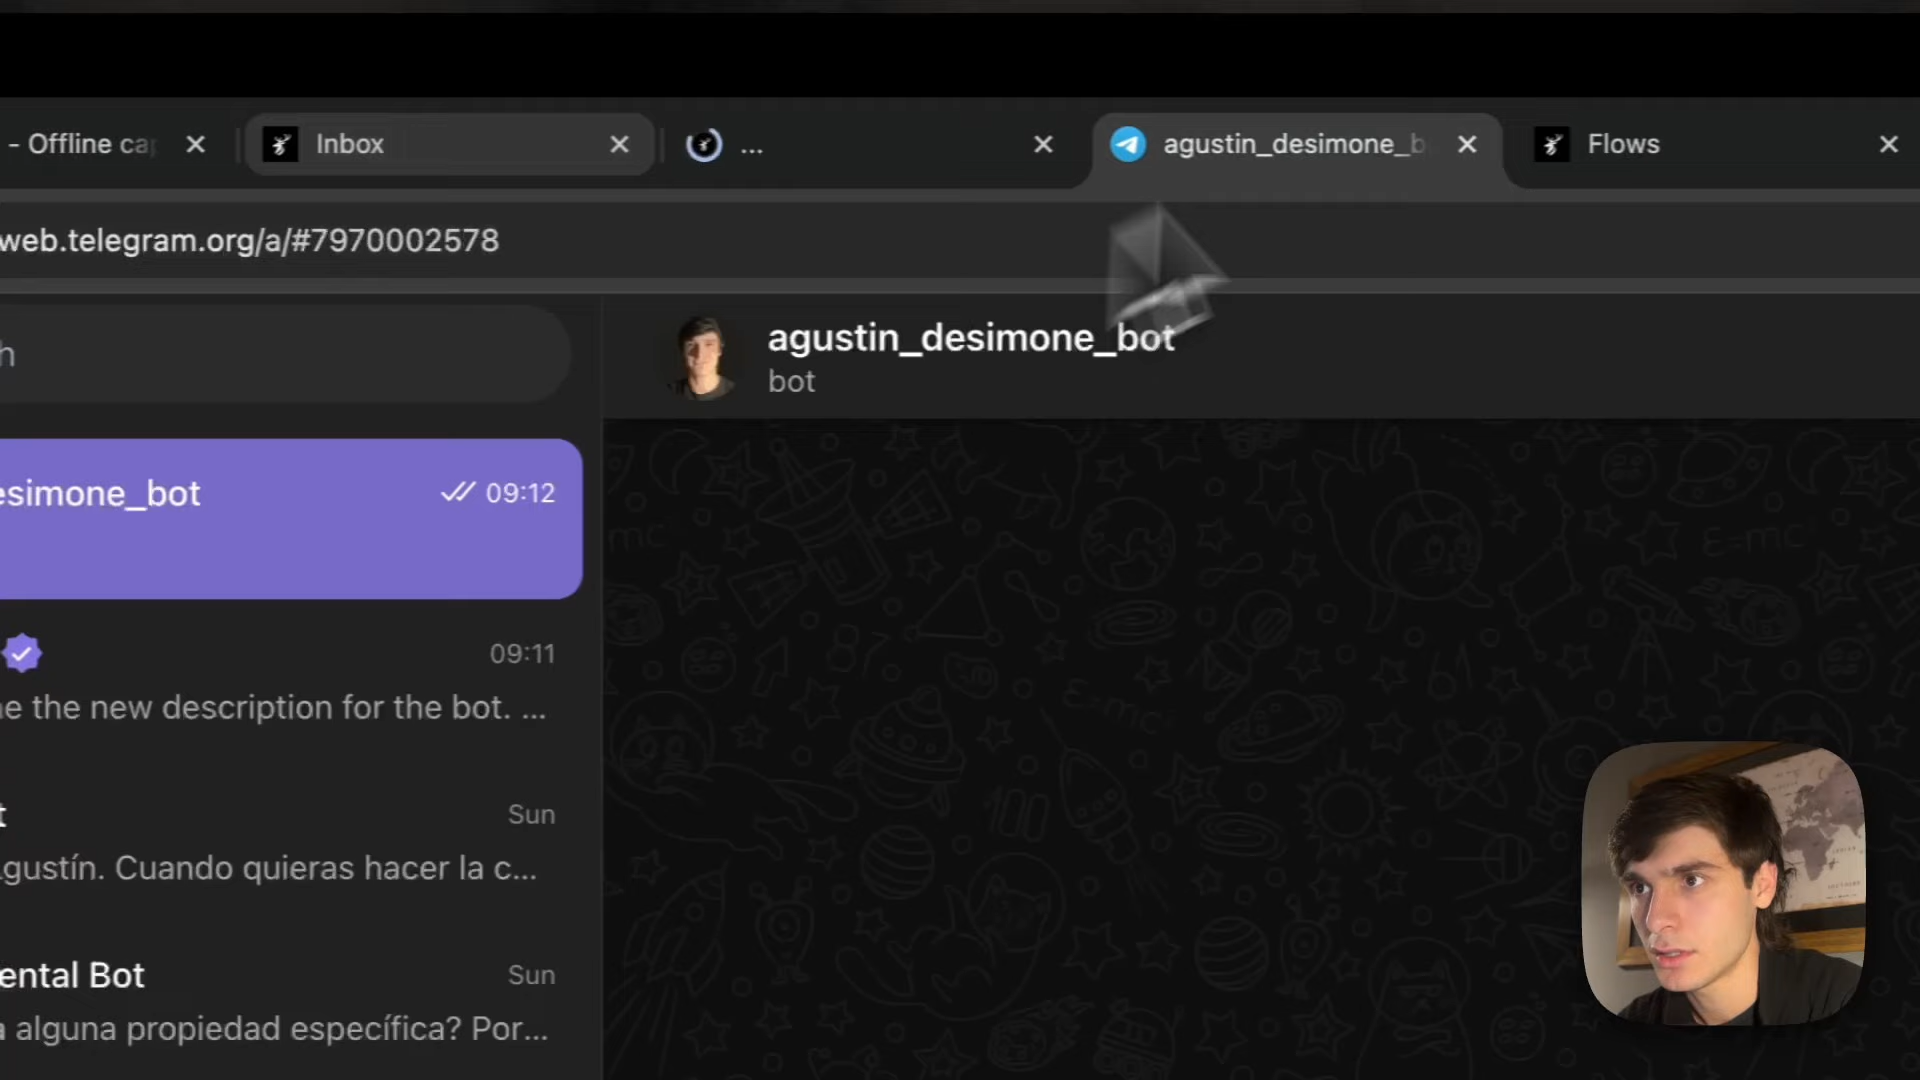 - Offline ca
Inbox
...
agustin_desimone_b
Flows
web.telegram.org/a/#7970002578
h
agustin_desimone_bot
bot
esimone_bot
09:12
09:11
e the new description for the bot. ...
t
Sun
gustín. Cuando quieras hacer la c...
ental Bot
Sun
a alguna propiedad específica? Por...